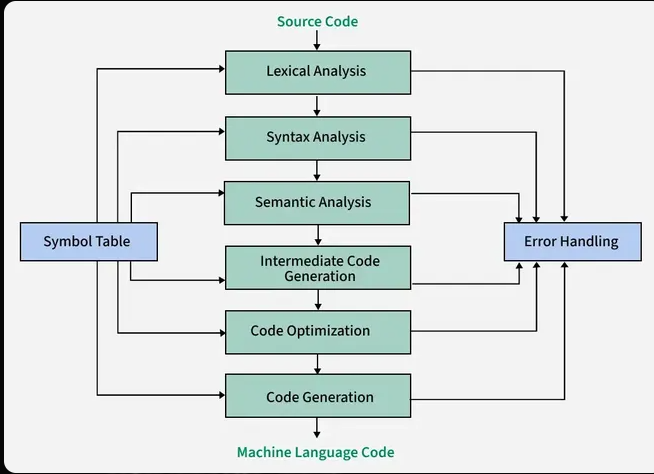 Source Code
Lexical Analysis
Syntax Analysis
Semantic Analysis
Symbol Table
Error Handling
Intermediate Code
Generation
Code Optimization
Code Generation
Machine Language Code